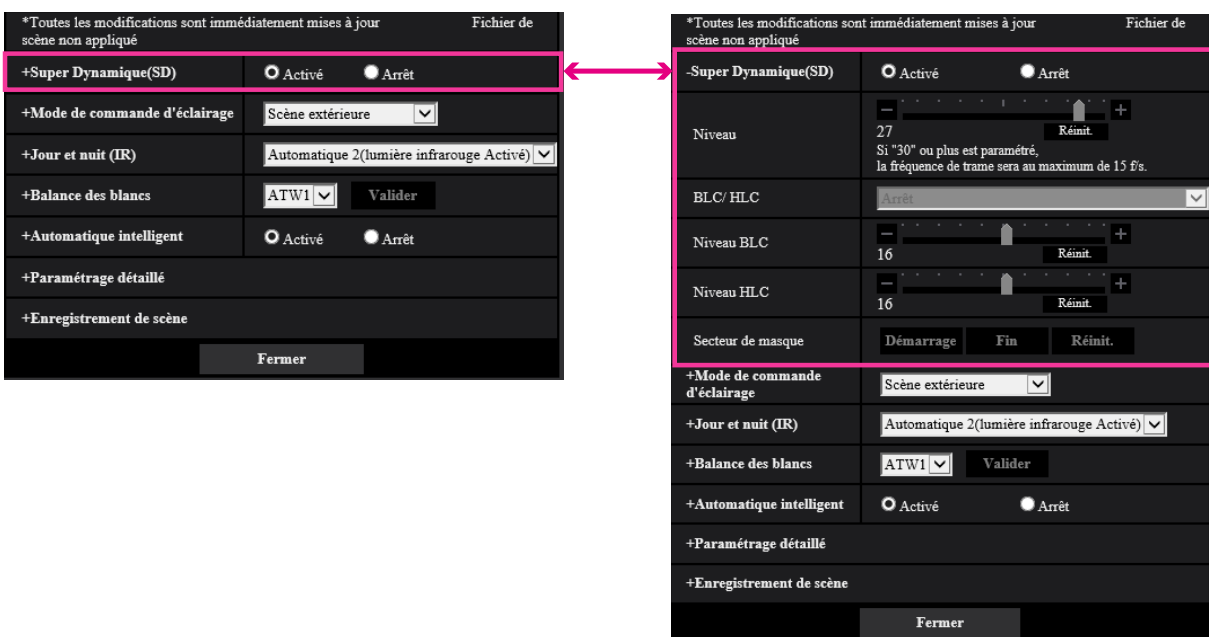 *Toutes les modifications sont immédiatement mises à jour Fichier de
scène non appliqué
+Super Dynamique(SD) Activé Arrêt
+Mode de commande d'éclairage Scène extérieure
+Jour et nuit (IR) Automatique 2(lumière infrarouge Activé)
+Balance des blancs ATW1 Valider
+Automatique intelligent Activé Arrêt
+Paramétrage détaillé
+Enregistrement de scène
Fermer
*Toutes les modifications sont immédiatement mises à jour Fichier de
scène non appliqué
-Super Dynamique(SD) Activé Arrêt
Niveau
27 Réinit.
Si "30" ou plus est paramétré,
la fréquence de trame sera au maximum de 15 f/s.
BLC/ HLC Arrêt
Niveau BLC
16 Réinit.
Niveau HLC
16 Réinit.
Secteur de masque Démarrage Fin Réinit.
+Mode de commande
d'éclairage Scène extérieure
+Jour et nuit (IR) Automatique 2(lumière infrarouge Activé)
+Balance des blancs ATW1 Valider
+Automatique intelligent Activé Arrêt
+Paramétrage détaillé
+Enregistrement de scène
Fermer